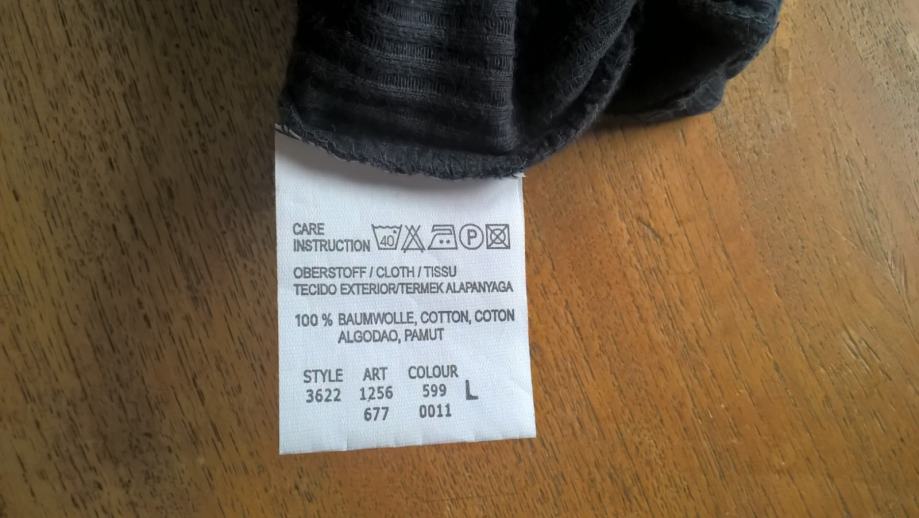 CARE
INSTRUCTION 40 P
OBERSTOFF / CLOTH / TISSU
TECIDO EXTERIOR/TERMEK ALAPANYAGA
100 % BAUMWOLLE, COTTON, COTON
ALGODAO, PAMUT
STYLE ART COLOUR
3622 1256 599 L
677 0011